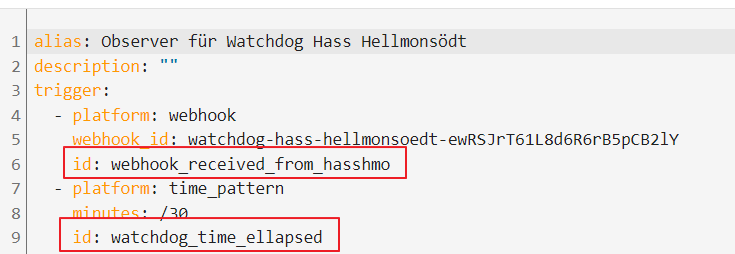 1 alias: Observer für Watchdog Hass Hellmonsödt
2 description: ""
3 trigger:
4 - platform: webhook
5 webhook_id: watchdog-hass-hellmonsoedt-ewRSJrT61L8d6R6rB5pCB2lY
6 id: webhook_received_from_hasshmo
7 - platform: time_pattern
8 minutes: /30
9 id: watchdog_time_ellapsed